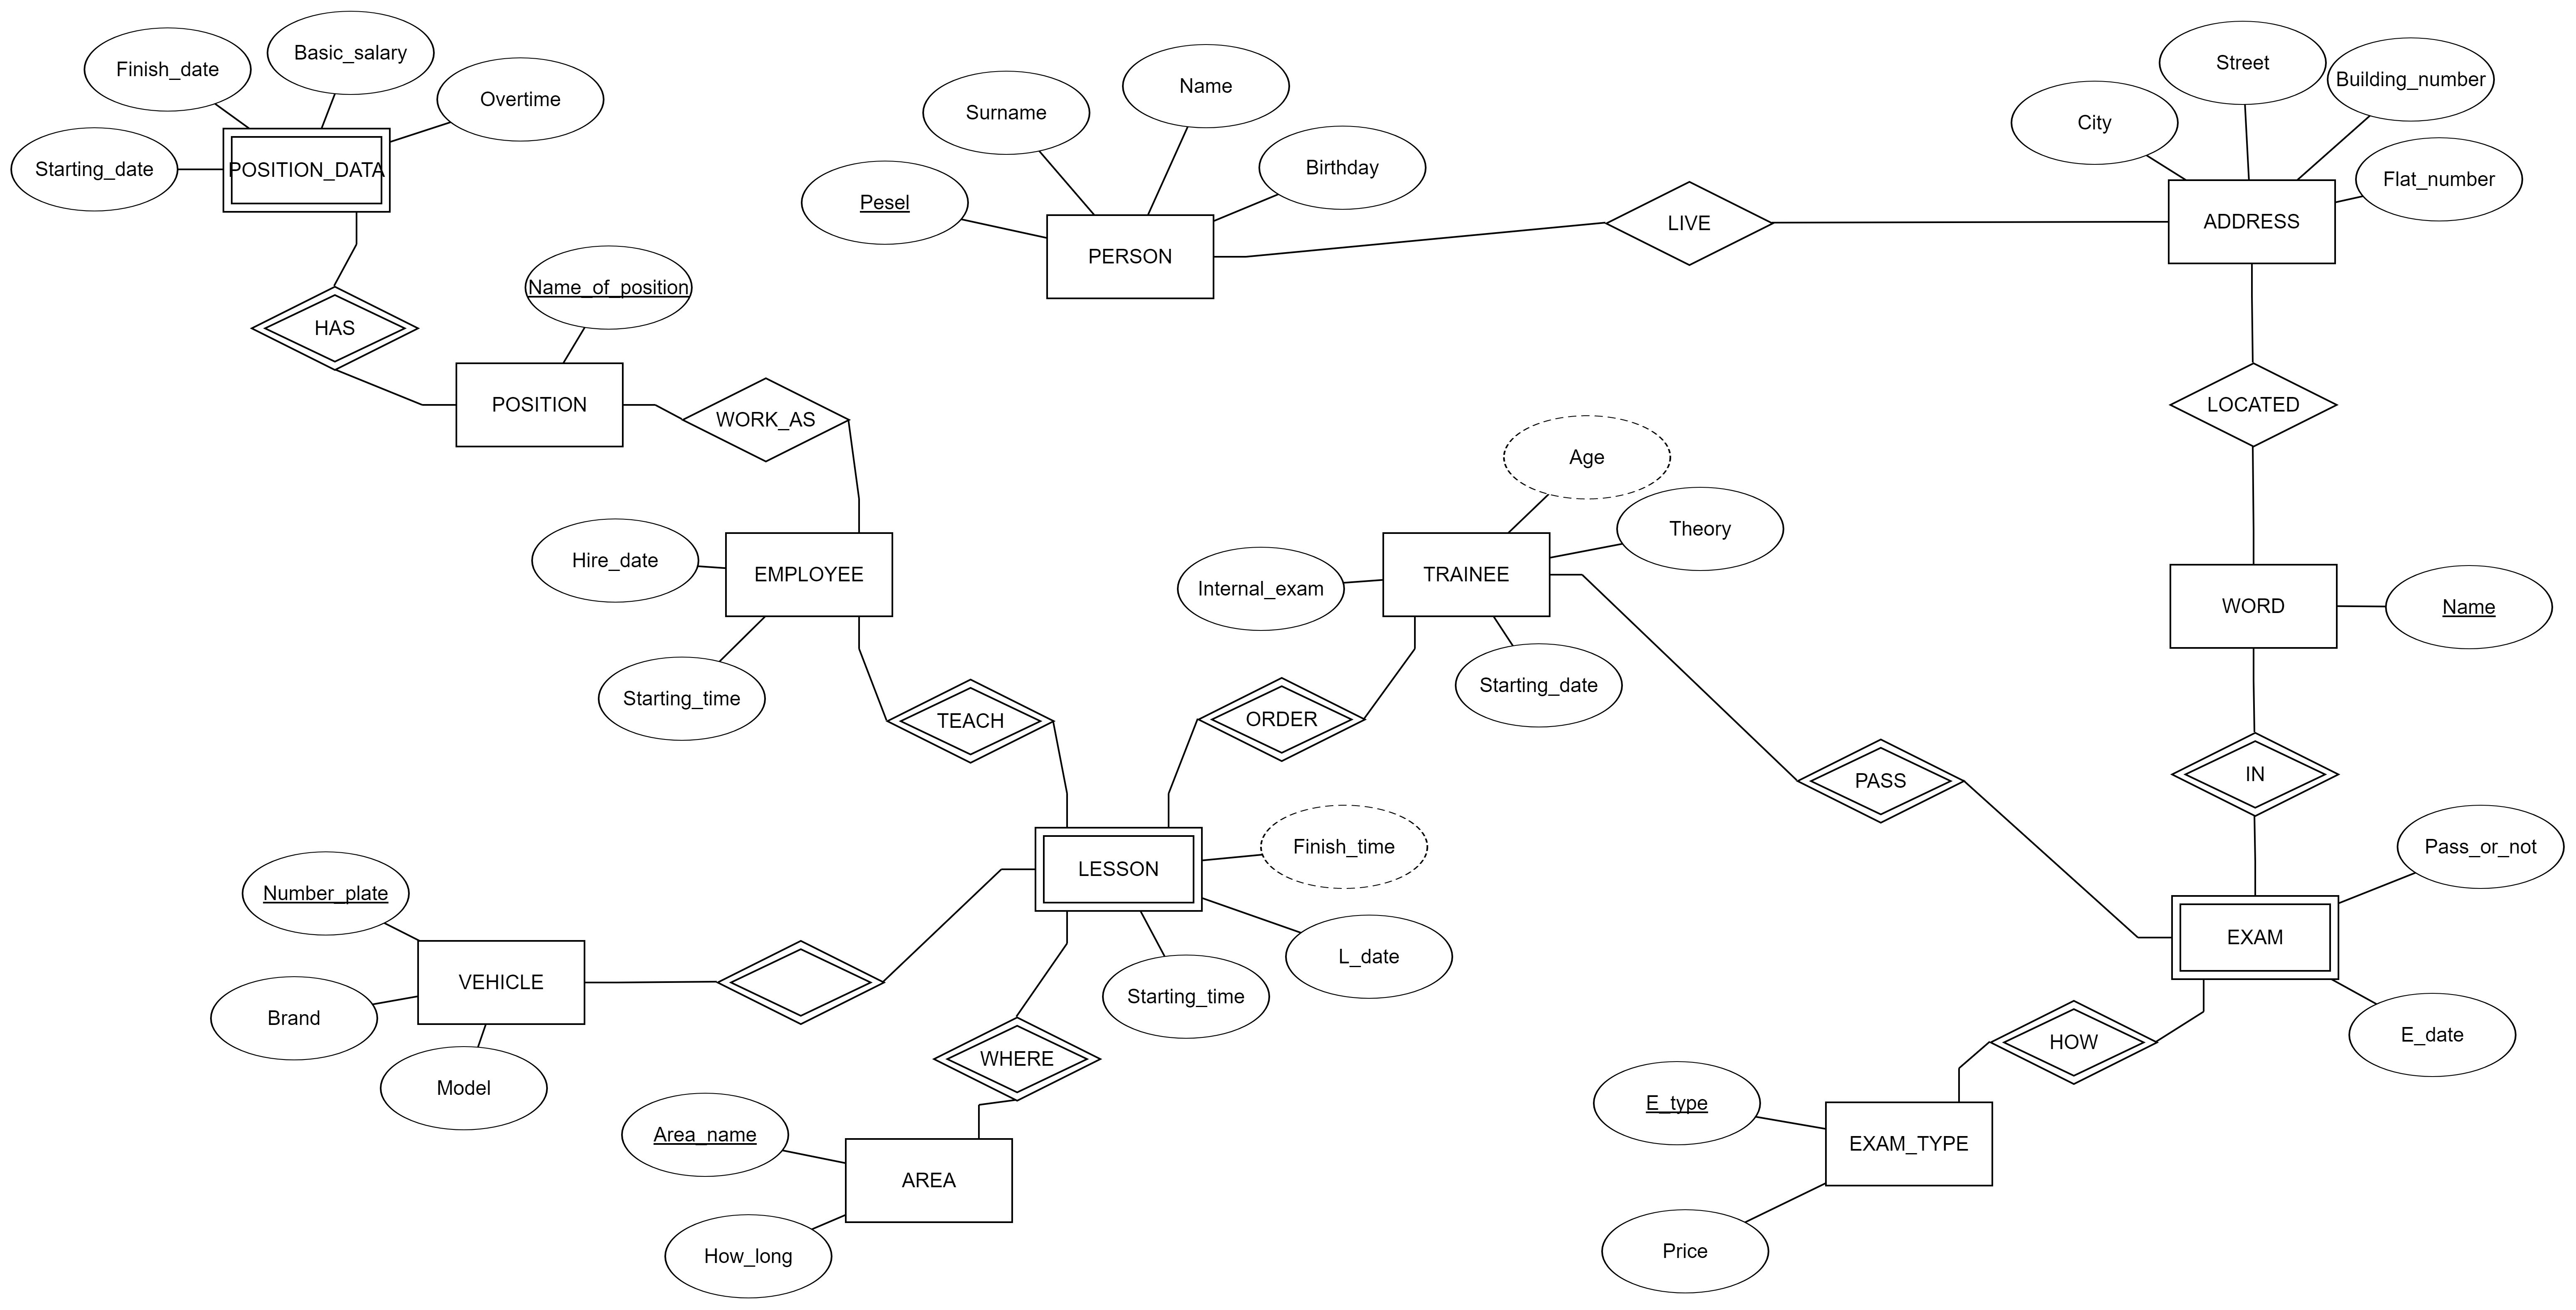 Finish_date
Basic_salary
Overtime
Starting_date
POSITION_DATA
HAS
Name_of_position
POSITION
WORK_AS
Surname
Name
Birthday
Pesel
PERSON
LIVE
City
Street
Building_number
Flat_number
ADDRESS
LOCATED
WORD
Name
Hire_date
EMPLOYEE
Starting_time
TEACH
Age
Theory
Internal_exam
TRAINEE
Starting_date
ORDER
PASS
IN
Pass_or_not
EXAM
E_date
HOW
E_type
EXAM_TYPE
Price
LESSON
Finish_time
L_date
Starting_time
Number_plate
VEHICLE
Brand
Model
WHERE
Area_name
AREA
How_long